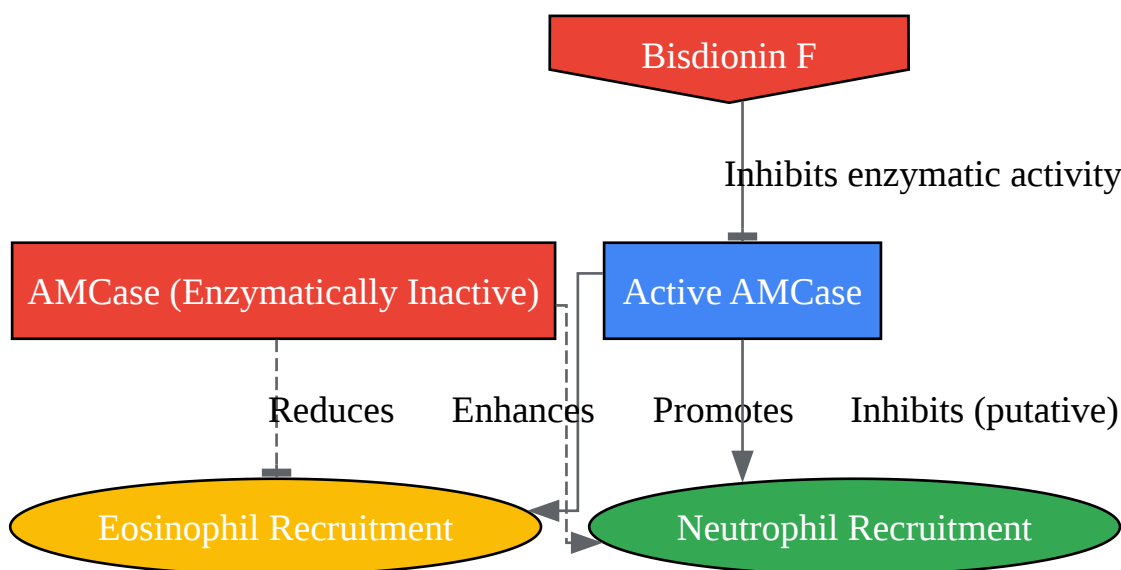 Bisdionin F
Inhibits enzymatic activity
AMCase (Enzymatically Inactive)
Active AMCase
Reduces
Enhances
Promotes
Inhibits (putative)
Eosinophil Recruitment
Neutrophil Recruitment